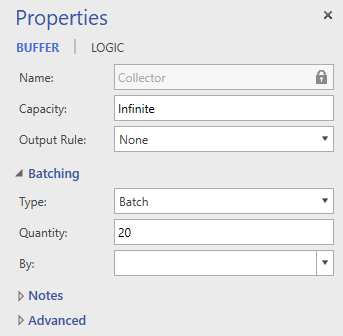 Properties
BUFFER | LOGIC
Name: Collector
Capacity: Infinite
Output Rule: None
Batching
Type: Batch
Quantity: 20
By:
Notes
Advanced